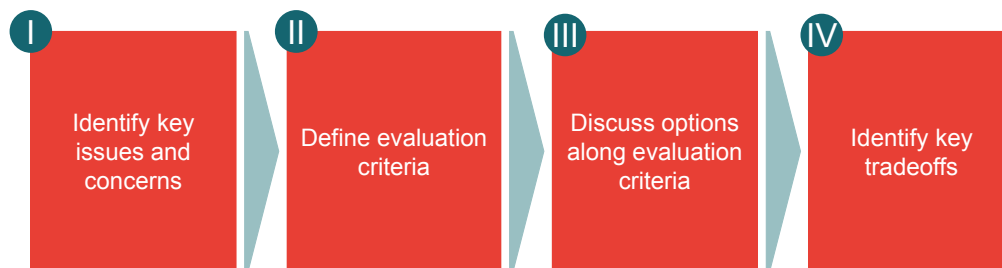 I
Identify key
issues and
concerns
II
Define evaluation
criteria
III
Discuss options
along evaluation
criteria
IV
Identify key
tradeoffs